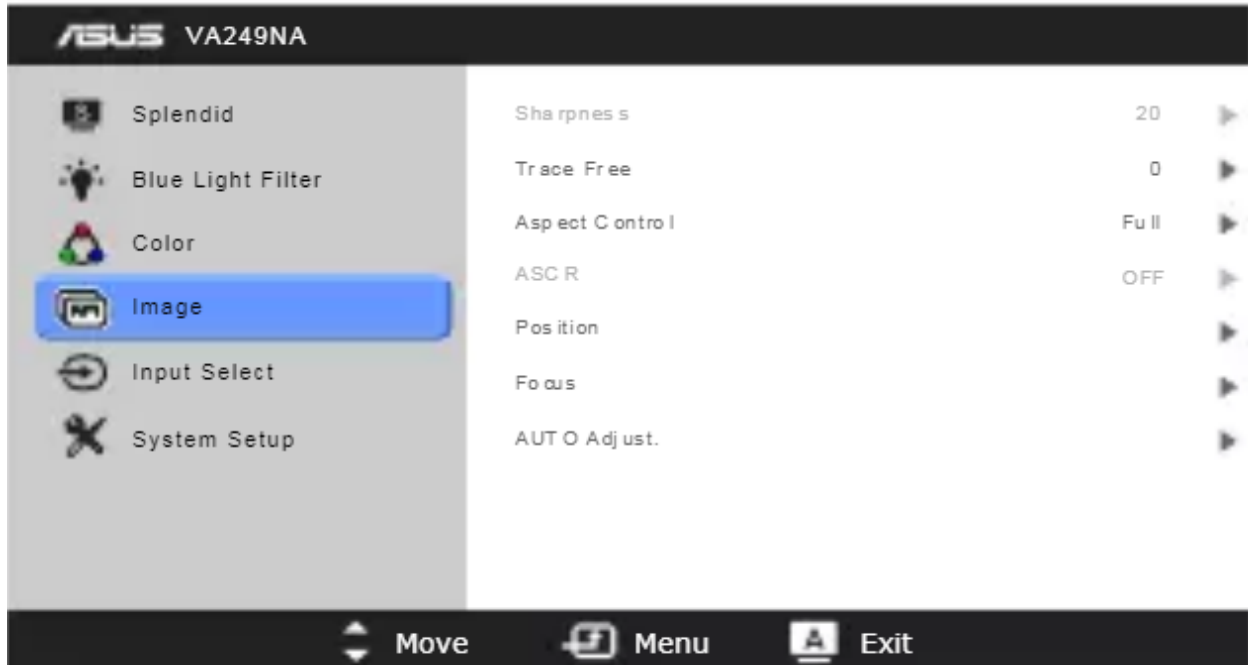 ASUS VA249NA
Splendid
Blue Light Filter
Color
Image
Input Select
System Setup
Sharpness 20
Trace Free 0
Aspect Control Full
ASCR OFF
Position
Focus
AUTO Adjust.
Move Menu A Exit